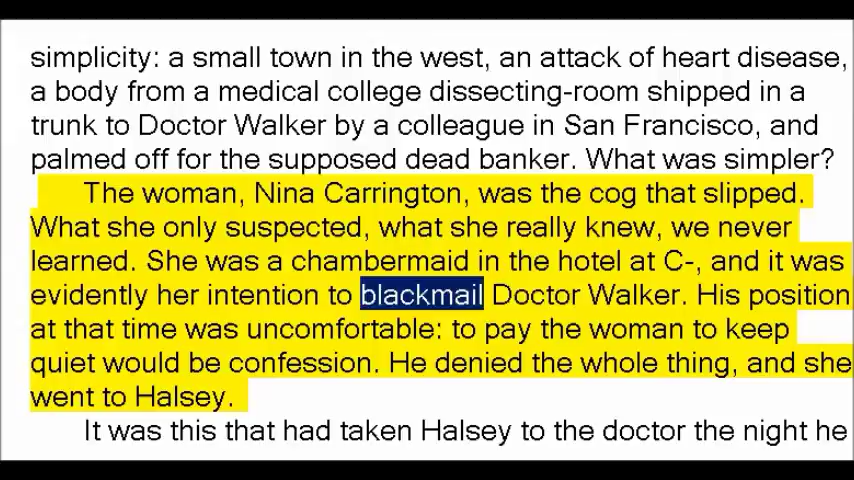 simplicity: a small town in the west, an attack of heart disease,
a body from a medical college dissecting-room shipped in a
trunk to Doctor Walker by a colleague in San Francisco, and
palmed off for the supposed dead banker. What was simpler?
The woman, Nina Carrington, was the cog that slipped.
What she only suspected, what she really knew, we never
learned. She was a chambermaid in the hotel at C-, and it was
evidently her intention to blackmail Doctor Walker. His position
at that time was uncomfortable: to pay the woman to keep
quiet would be confession. He denied the whole thing, and she
went to Halsey.
It was this that had taken Halsey to the doctor the night he